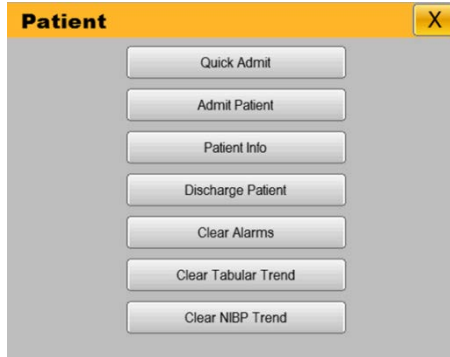 Patient
X
Quick Admit
Admit Patient
Patient Info
Discharge Patient
Clear Alarms
Clear Tabular Trend
Clear NIBP Trend